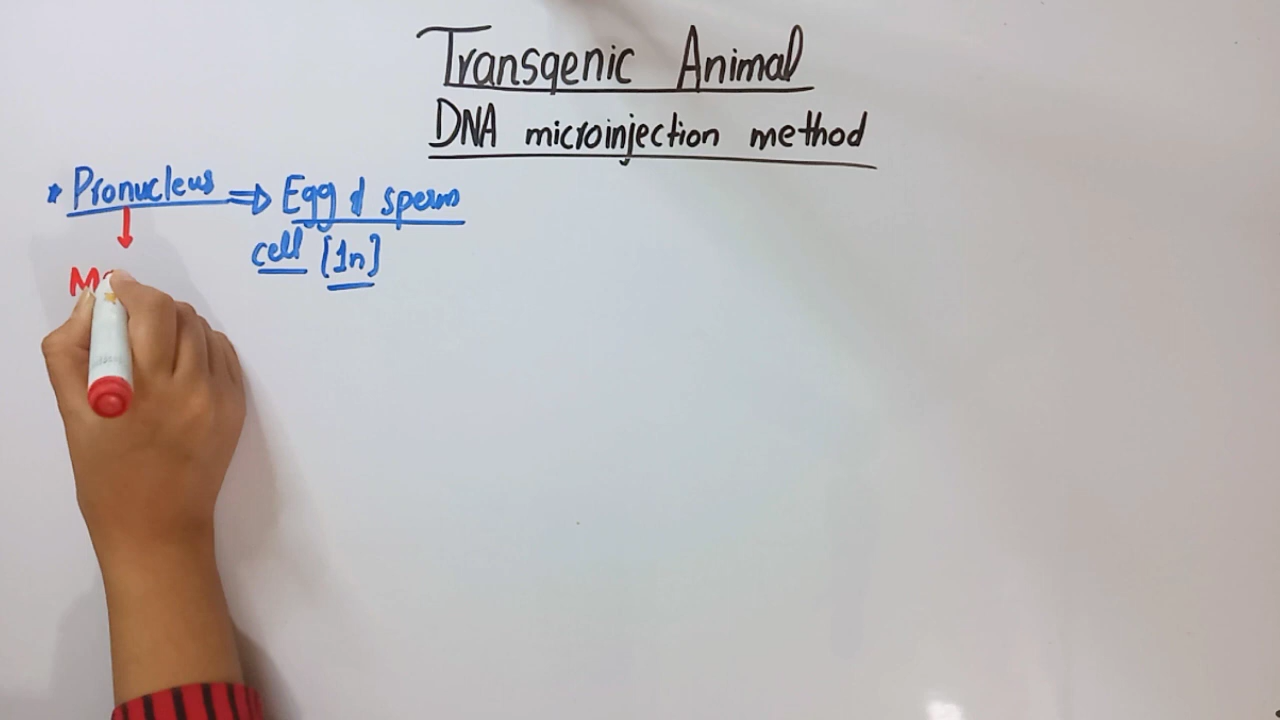 Transgenic Animal
DNA microinjection method
* Pronucleus ⇒ Egg & sperm
cell [1n]